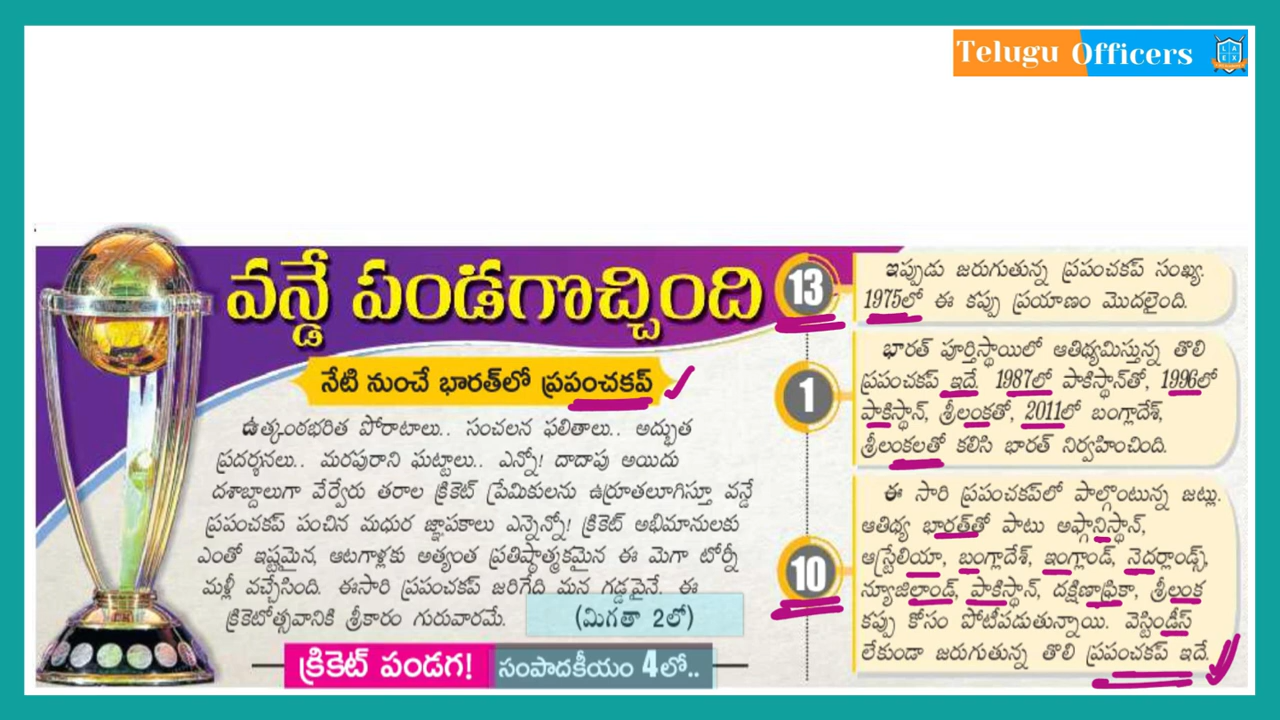 Telugu Officers
వన్డే పండగొచ్చింది
నేటి నుంచే భారత్‌లో ప్రపంచకప్
ఉత్కంఠభరిత పోరాటాలు.. సంచలన ఫలితాలు.. అద్భుత
ప్రదర్శనలు.. మరపురాని ఘట్టాలు.. ఎన్నో! దాదాపు అయిదు
దశాబ్దాలుగా వేర్వేరు తరాల క్రికెట్ ప్రేమికులను ఉర్రూతలూగిస్తూ వన్డే
ప్రపంచకప్ పంచిన మధుర జ్ఞాపకాలు ఎన్నెన్నో! క్రికెట్ అభిమానులకు
ఎంతో ఇష్టమైన, ఆటగాళ్లకు అత్యంత ప్రతిష్ఠాత్మకమైన ఈ మెగా టోర్నీ
మళ్లీ వచ్చేసింది. ఈసారి ప్రపంచకప్ జరిగేది మన గడ్డపైనే. ఈ
క్రికెటోత్సవానికి శ్రీకారం గురువారమే.
(మిగతా 2లో)
క్రికెట్ పండగ! సంపాదకీయం 4లో..
13
ఇప్పుడు జరుగుతున్న ప్రపంచకప్ సంఖ్య.
1975లో ఈ కప్పు ప్రయాణం మొదలైంది.
1
భారత్ పూర్తిస్థాయిలో ఆతిథ్యమిస్తున్న తొలి
ప్రపంచకప్ ఇదే. 1987లో పాకిస్థాన్‌తో, 1996లో
పాకిస్థాన్, శ్రీలంకతో, 2011లో బంగ్లాదేశ్,
శ్రీలంకలతో కలిసి భారత్ నిర్వహించింది.
10
ఈ సారి ప్రపంచకప్‌లో పాల్గొంటున్న జట్లు.
ఆతిథ్య భారత్‌తో పాటు అఫ్గానిస్థాన్,
ఆస్ట్రేలియా, బంగ్లాదేశ్, ఇంగ్లాండ్, నెదర్లాండ్స్,
న్యూజిలాండ్, పాకిస్థాన్, దక్షిణాఫ్రికా, శ్రీలంక
కప్పు కోసం పోటీపడుతున్నాయి. వెస్టిండీస్
లేకుండా జరుగుతున్న తొలి ప్రపంచకప్ ఇదే.